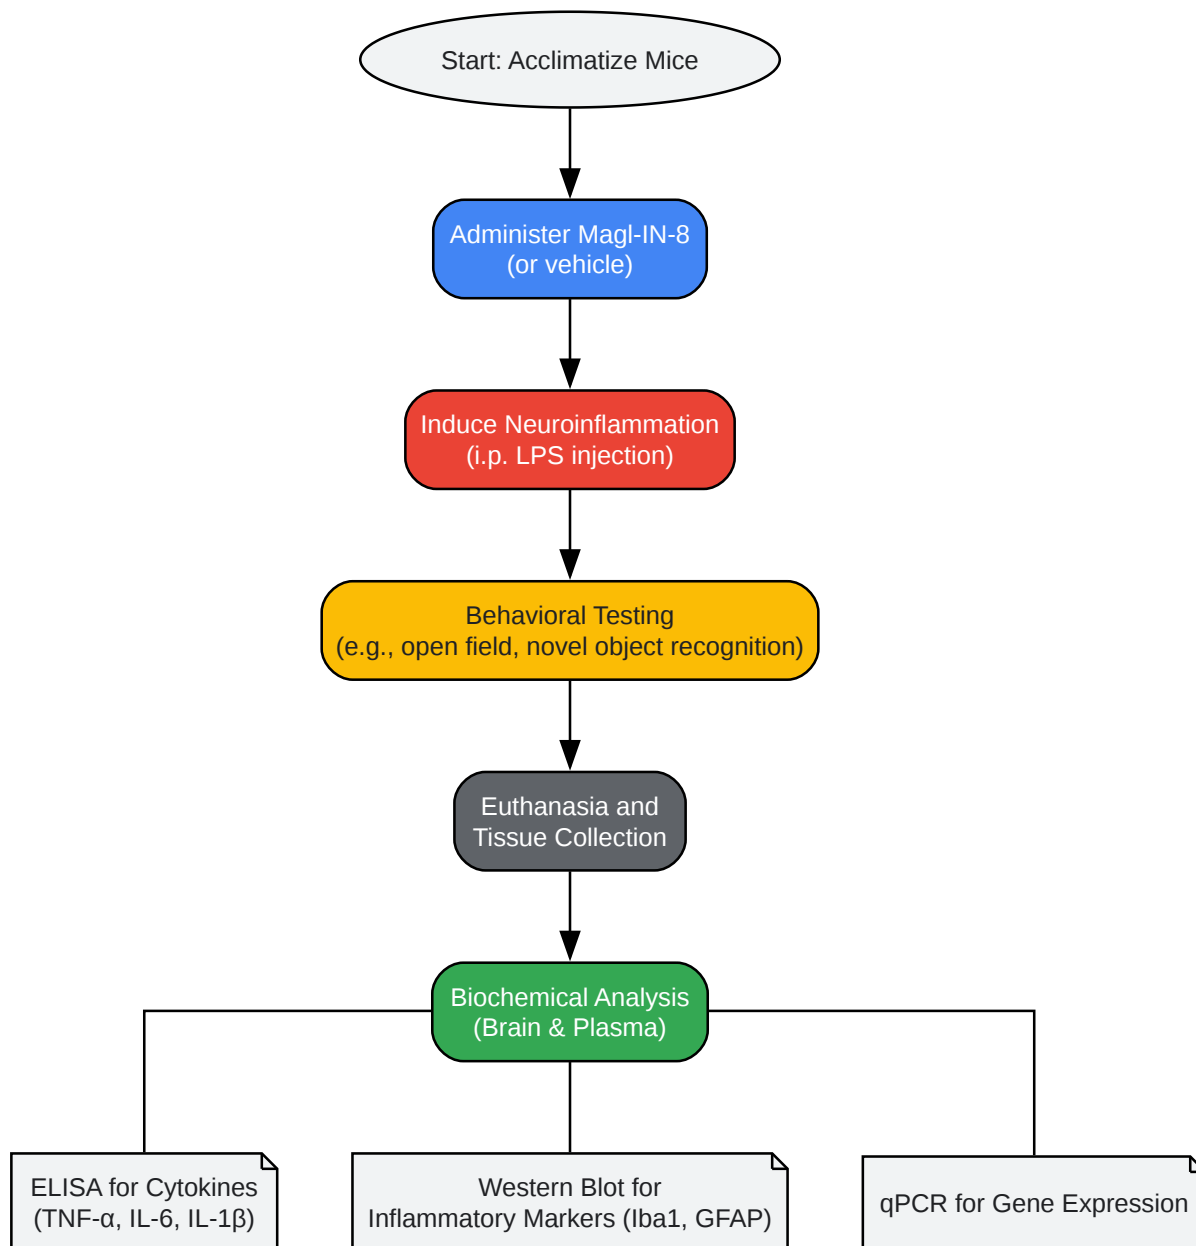 Start: Acclimatize Mice
Administer Magl-IN-8
(or vehicle)
Induce Neuroinflammation
(i.p. LPS injection)
Behavioral Testing
(e.g., open field, novel object recognition)
Euthanasia and
Tissue Collection
Biochemical Analysis
(Brain & Plasma)
ELISA for Cytokines
(TNF-α, IL-6, IL-1β)
Western Blot for
Inflammatory Markers (Iba1, GFAP)
qPCR for Gene Expression